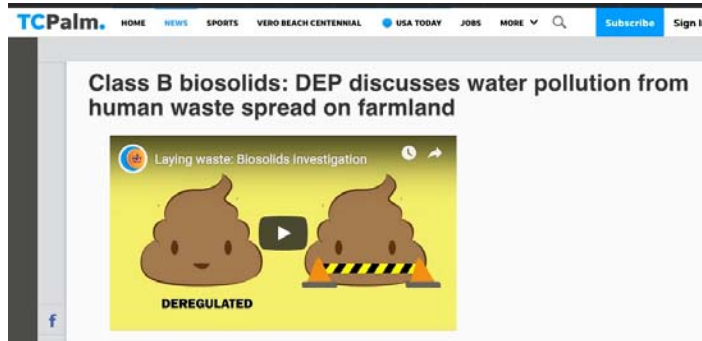 TCPalm. HOME NEWS SPORTS VERO BEACH CENTENNIAL USA TODAY JOBS MORE Subscribe Sign I
Class B biosolids: DEP discusses water pollution from
human waste spread on farmland
Laying waste: Biosolids investigation
DEREGULATED
f